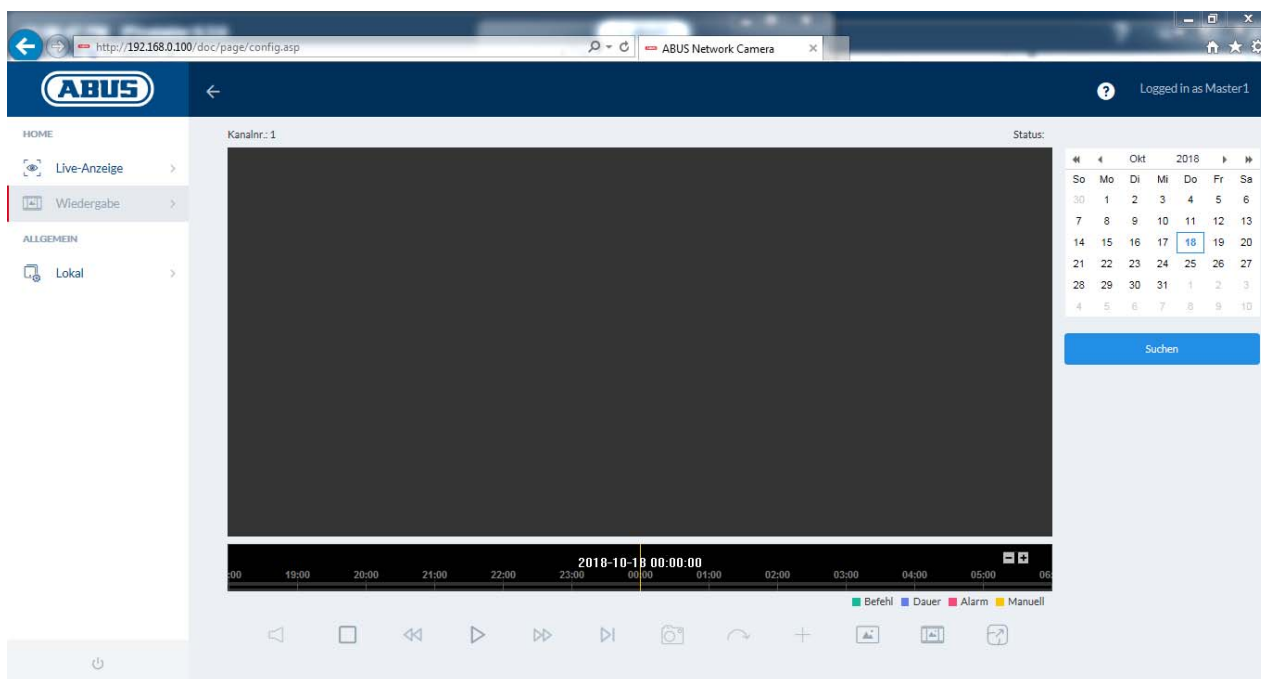 http://192.168.0.100/doc/page/config.asp
ABUS Network Camera
ABUS
?
Logged in as Master1
HOME
Live-Anzeige
Wiedergabe
ALLGEMEIN
Lokal
Kanalnr.: 1
Status:
Okt 2018
So Mo Di Mi Do Fr Sa
30 1 2 3 4 5 6
7 8 9 10 11 12 13
14 15 16 17 18 19 20
21 22 23 24 25 26 27
28 29 30 31 1 2 3
4 5 6 7 8 9 10
Suchen
2018-10-18 00:00:00
:00 19:00 20:00 21:00 22:00 23:00 00:00 01:00 02:00 03:00 04:00 05:00 06:
Befehl Dauer Alarm Manuell